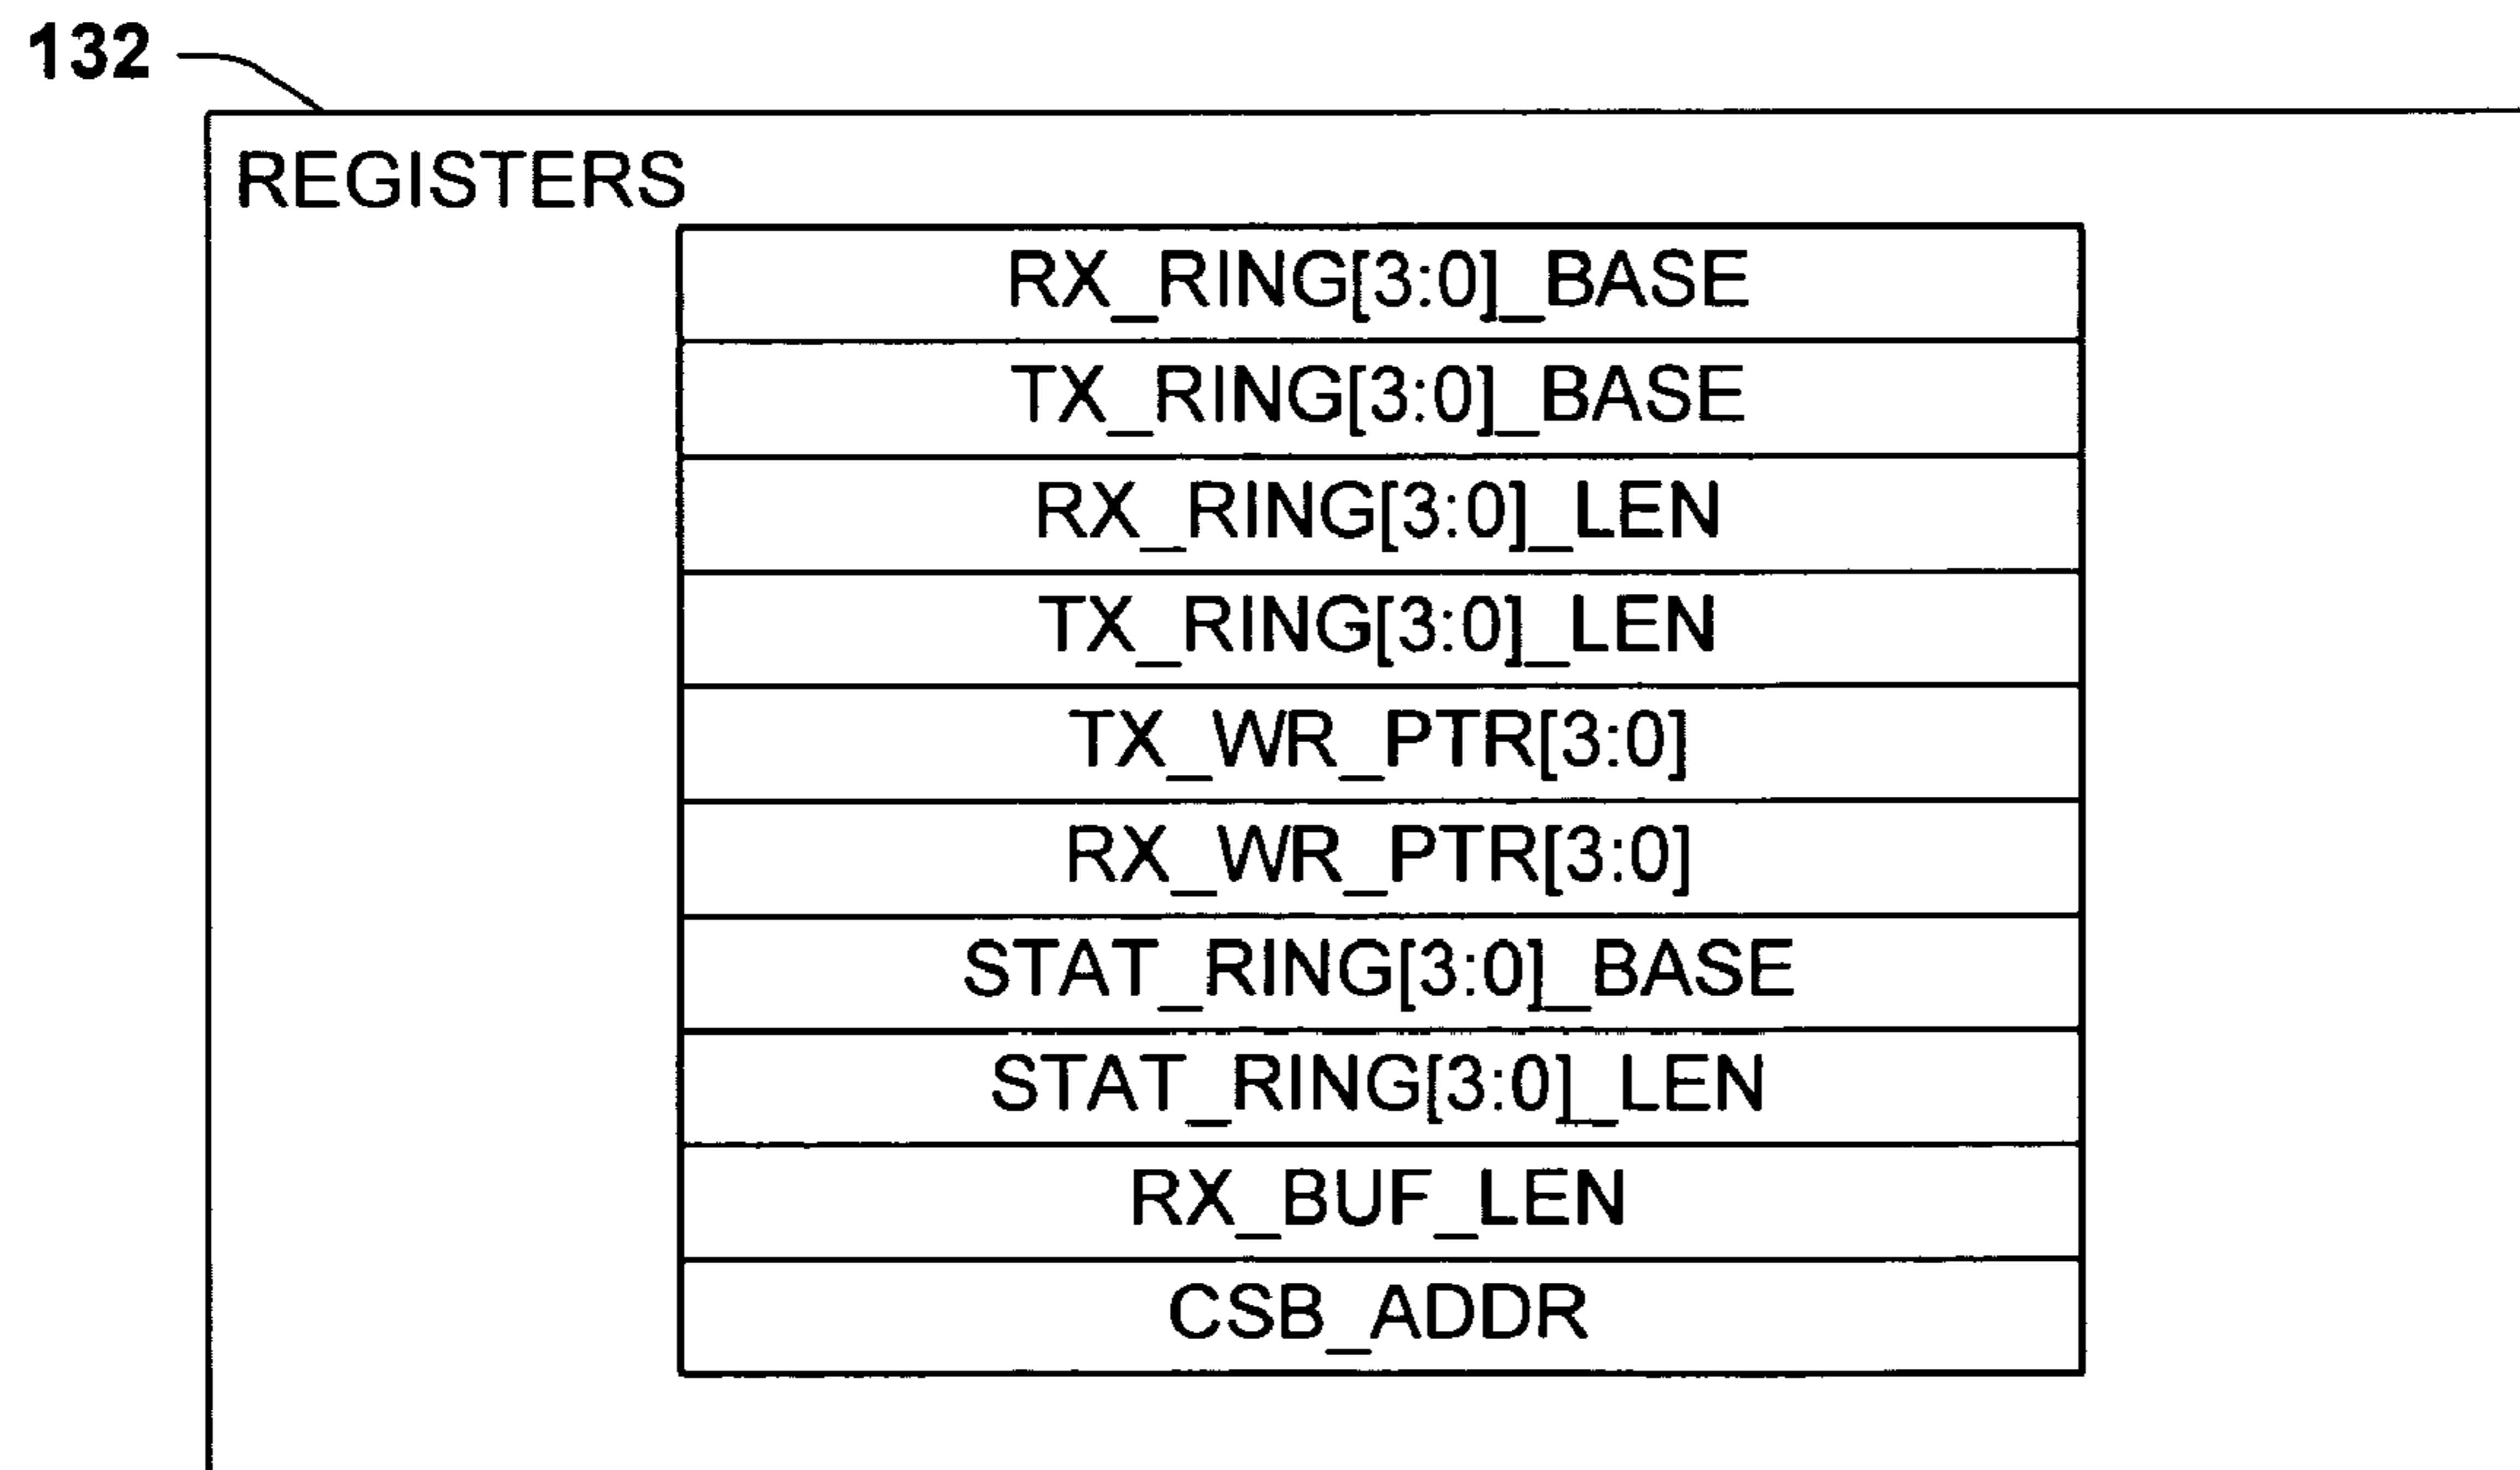 132
REGISTERS
RX_RING[3:0]_BASE
TX_RING[3:0]_BASE
RX_RING[3:0]_LEN
TX_RING[3:0]_LEN
TX_WR_PTR[3:0]
RX_WR_PTR[3:0]
STAT_RING[3:0]_BASE
STAT_RING[3:0]_LEN
RX_BUF_LEN
CSB_ADDR